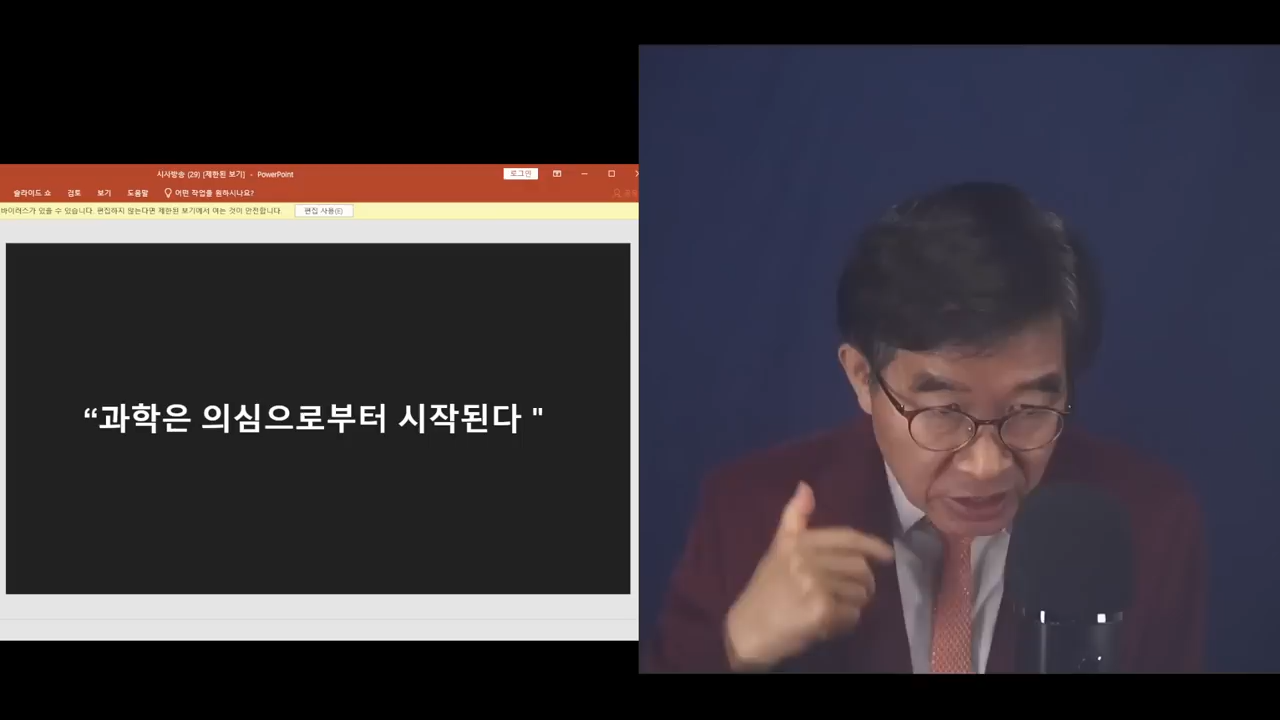 시사방송 (29) [제한된 보기] - PowerPoint
로그인
슬라이드 쇼 검토 보기 도움말 어떤 작업을 원하시나요?
바이러스가 있을 수 있습니다. 편집하지 않는다면 제한된 보기에서 여는 것이 안전합니다.
편집 사용(E)
“과학은 의심으로부터 시작된다 "